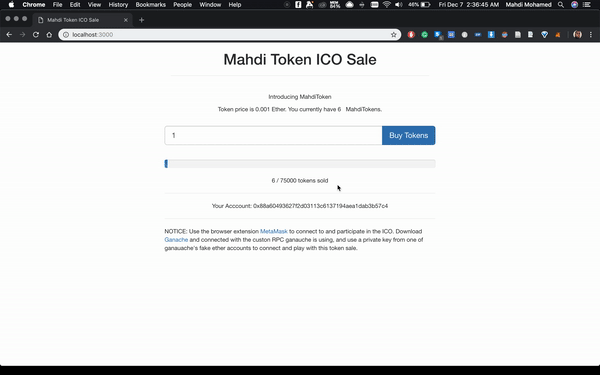 Chrome File Edit View History Bookmarks People Window Help
46% Fri Dec 7 2:36:45 AM Mahdi Mohamed
Mahdi Token ICO Sale
localhost:3000
Mahdi Token ICO Sale
Introducing MahdiToken
Token price is 0.001 Ether. You currently have 6 MahdiTokens.
1 Buy Tokens
6 / 75000 tokens sold
Your Acccount: 0x88a60493627f2d03113c6137194aea1dab3b57c4
NOTICE: Use the browser extension MetaMask to connect to and participate in the ICO. Download
Ganache and connected with the custon RPC ganauche is using, and use a private key from one of
ganauache's fake ether accounts to connect and play with this token sale.